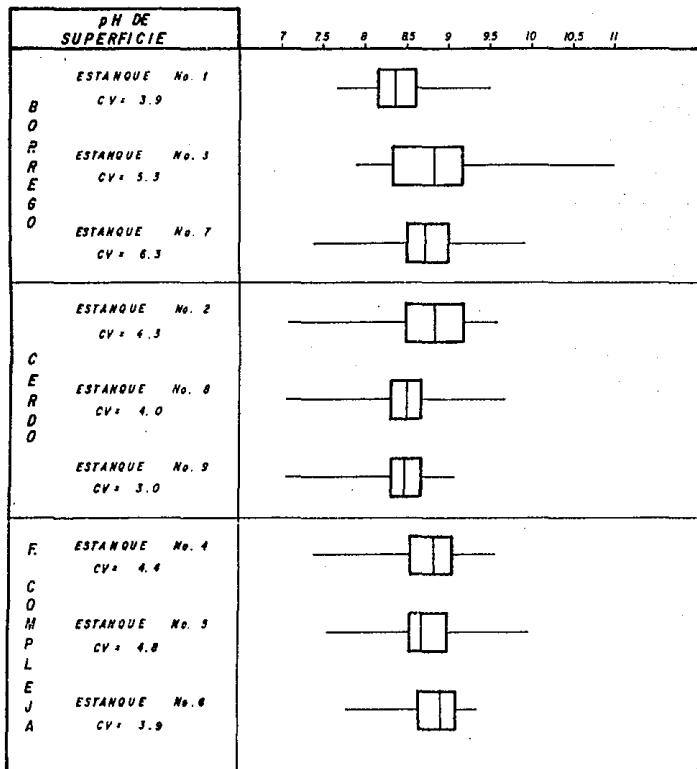 pH DE
SUPERFICIE
7 7.5 8 8.5 9 9.5 10 10.5 11
BORREGO
ESTANQUE No. 1
CV= 3.9
ESTANQUE No. 3
CV= 5.3
ESTANQUE No. 7
CV= 6.3
CERDO
ESTANQUE No. 2
CV= 4.3
ESTANQUE No. 8
CV= 4.0
ESTANQUE No. 9
CV= 3.0
F. COMPLEJA
ESTANQUE No. 4
CV= 4.4
ESTANQUE No. 5
CV= 4.8
ESTANQUE No. 6
CV= 3.9